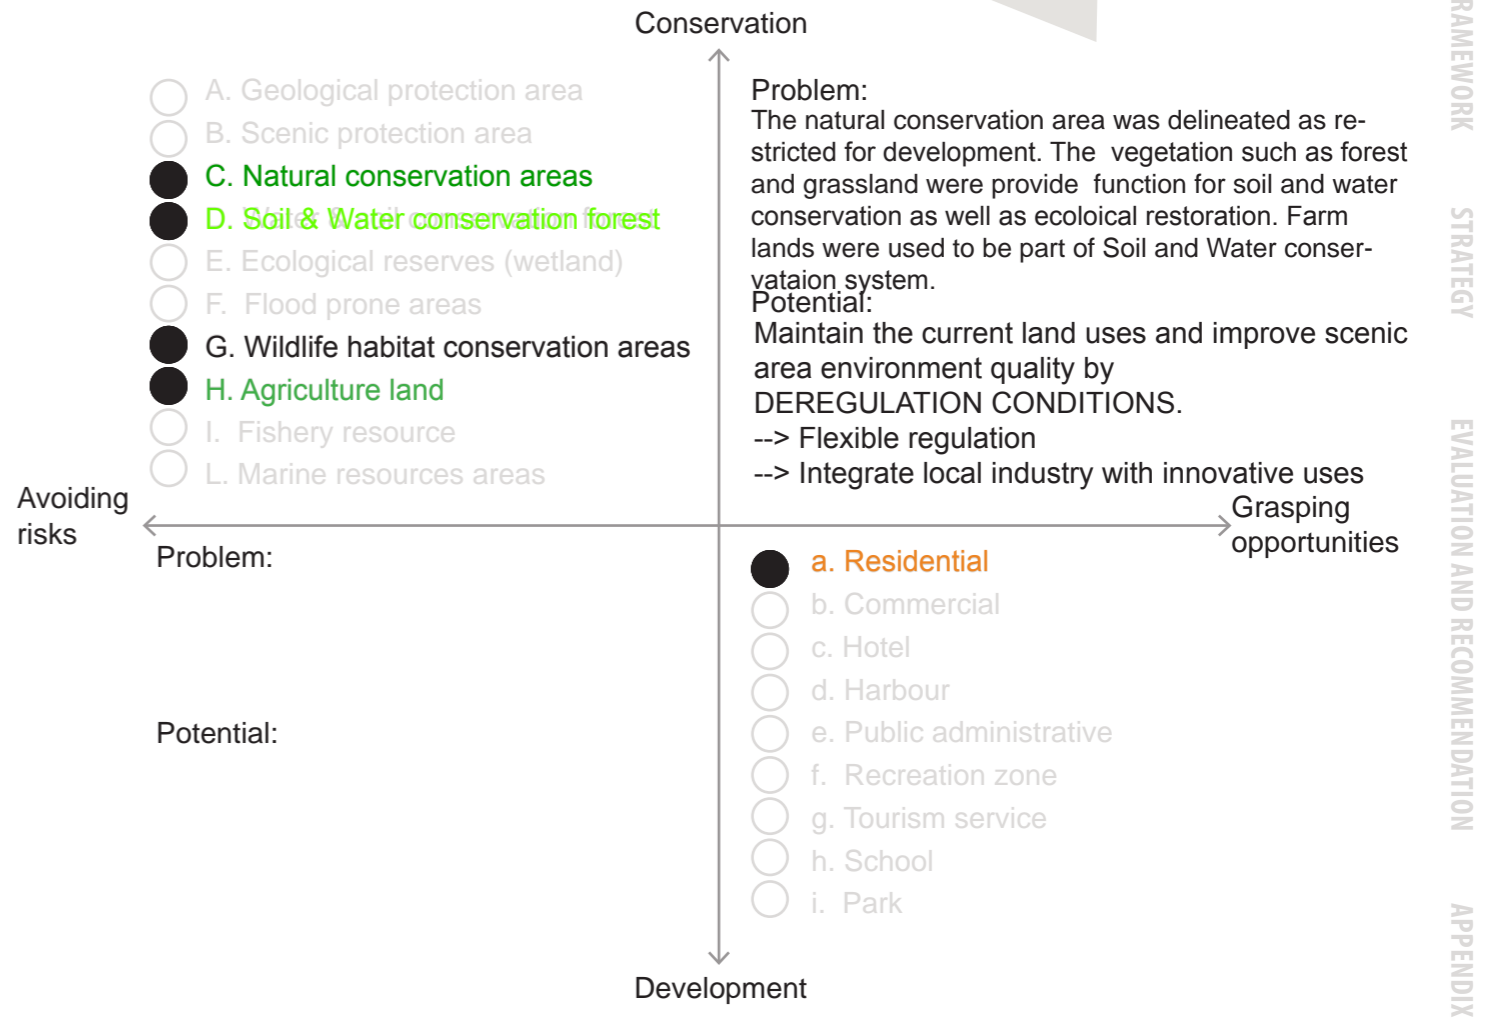 Conservation
A. Geological protection area
B. Scenic protection area
C. Natural conservation areas
D. Soil & Water conservation forest
E. Ecological reserves (wetland)
F. Flood prone areas
G. Wildlife habitat conservation areas
H. Agriculture land
I. Fishery resource
L. Marine resources areas
Problem:
The natural conservation area was delineated as re-
stricted for development. The vegetation such as forest
and grassland were provide function for soil and water
conservation as well as ecoloical restoration. Farm
lands were used to be part of Soil and Water conser-
vataion system.
Potential:
Maintain the current land uses and improve scenic
area environment quality by
DEREGULATION CONDITIONS.
--> Flexible regulation
--> Integrate local industry with innovative uses
Avoiding
risks
Grasping
opportunities
Problem:
Potential:
a. Residential
b. Commercial
c. Hotel
d. Harbour
e. Public administrative
f. Recreation zone
g. Tourism service
h. School
i. Park
Development
RAMEWORK
STRATEGY
EVALUATION AND RECOMMENDATION
APPENDIX